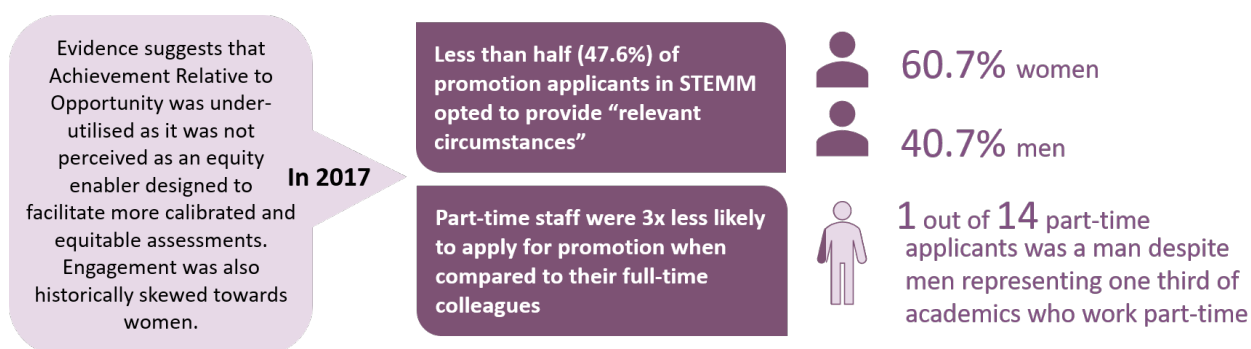 Evidence suggests that
Achievement Relative to
Opportunity was under-
utilised as it was not
perceived as an equity
enabler designed to
facilitate more calibrated and
equitable assessments.
Engagement was also
historically skewed towards
women.
In 2017
Less than half (47.6%) of
promotion applicants in STEMM
opted to provide “relevant
circumstances”
60.7% women
40.7% men
Part-time staff were 3x less likely
to apply for promotion when
compared to their full-time
colleagues
1 out of 14 part-time
applicants was a man despite
men representing one third of
academics who work part-time